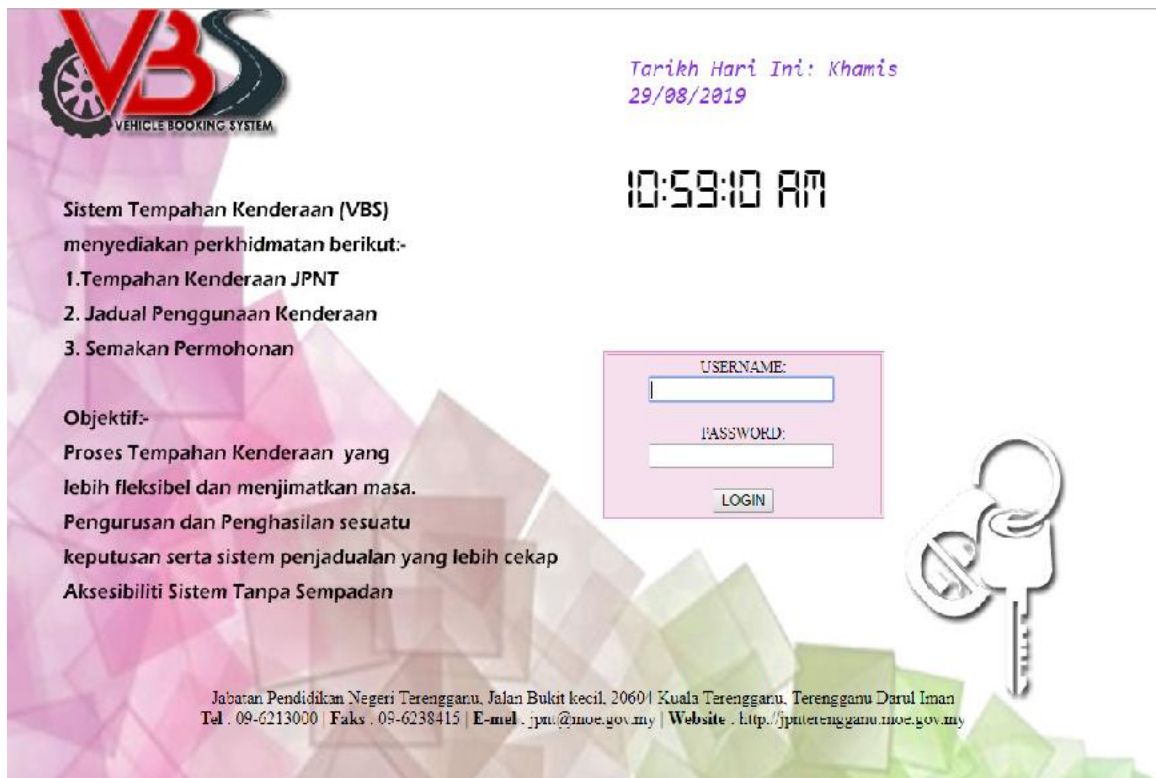 VBS
VEHICLE BOOKING SYSTEM
Tarikh Hari Ini: Khamis
29/08/2019
10:59:10 AM
Sistem Tempahan Kenderaan (VBS)
menyediakan perkhidmatan berikut:-
1.Tempahan Kenderaan JPNT
2. Jadual Penggunaan Kenderaan
3. Semakan Permohonan
Objektif:-
Proses Tempahan Kenderaan yang
lebih fleksibel dan menjimatkan masa.
Pengurusan dan Penghasilan sesuatu
keputusan serta sistem penjadualan yang lebih cekap
Aksesibiliti Sistem Tanpa Sempadan
USERNAME:
PASSWORD:
LOGIN
Jabatan Pendidikan Negeri Terengganu, Jalan Bukit kecil, 20604 Kuala Terengganu, Terengganu Darul Iman
Tel : 09-6213000 | Faks : 09-6238415 | E-mel : jpnt@moe.gov.my | Website : http://jpnterengganu.moe.gov.my